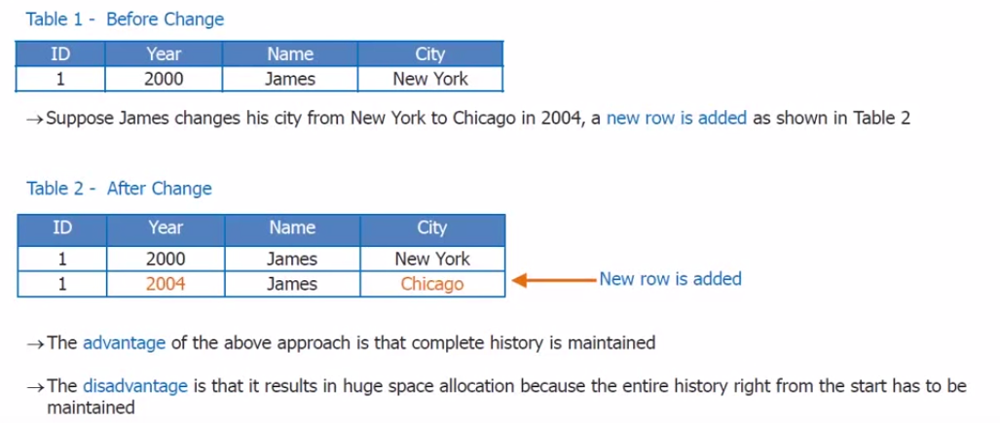 Table 1 - Before Change
ID Year Name City
1 2000 James New York
→Suppose James changes his city from New York to Chicago in 2004, a new row is added as shown in Table 2
Table 2 - After Change
ID Year Name City
1 2000 James New York
1 2004 James Chicago
New row is added
→The advantage of the above approach is that complete history is maintained
→The disadvantage is that it results in huge space allocation because the entire history right from the start has to be
maintained